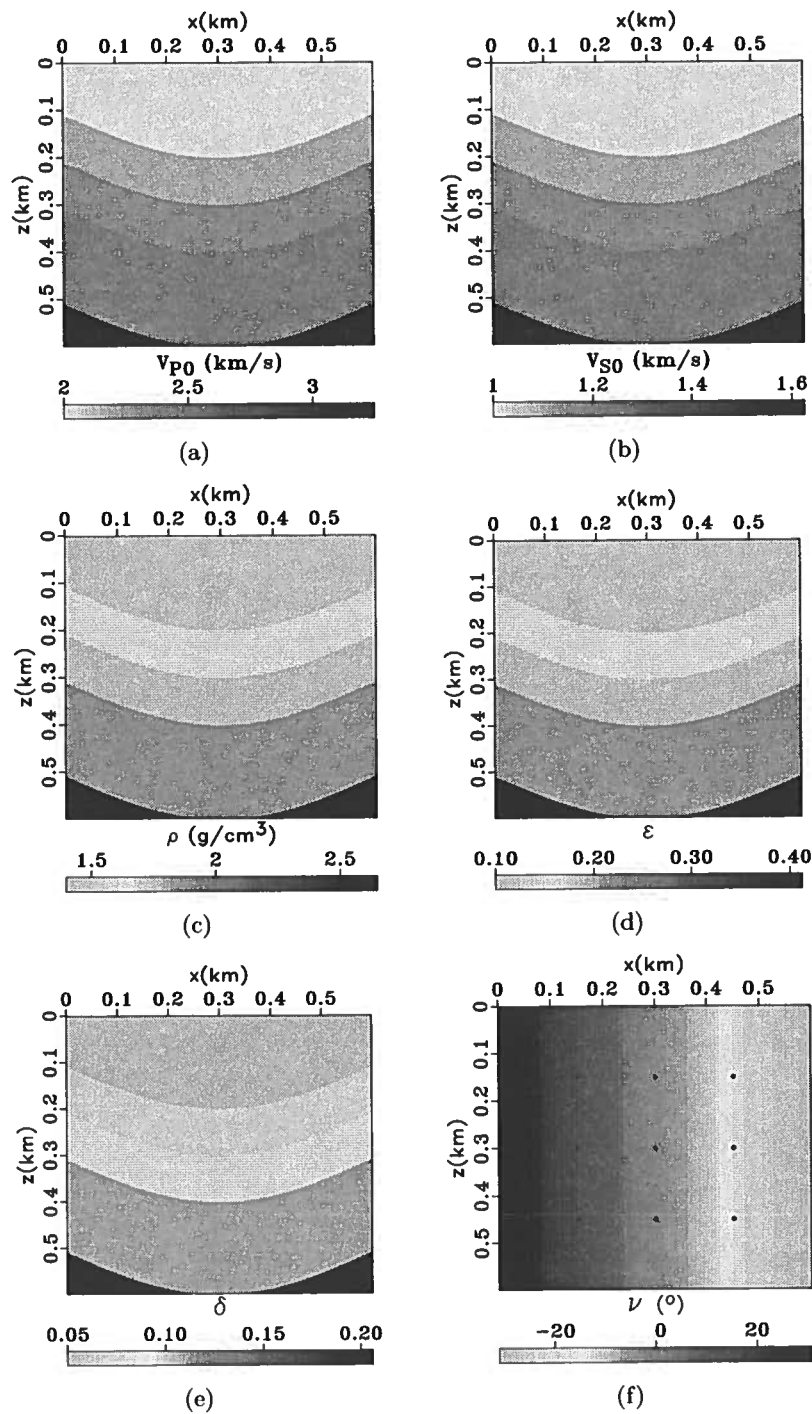 x(km)
0 0.1 0.2 0.3 0.4 0.5
z(km)
0 0.1 0.2 0.3 0.4 0.5
V_P0 (km/s)
2 2.5 3
(a)
x(km)
0 0.1 0.2 0.3 0.4 0.5
z(km)
0 0.1 0.2 0.3 0.4 0.5
V_S0 (km/s)
1 1.2 1.4 1.6
(b)
x(km)
0 0.1 0.2 0.3 0.4 0.5
z(km)
0 0.1 0.2 0.3 0.4 0.5
ρ (g/cm³)
1.5 2 2.5
(c)
x(km)
0 0.1 0.2 0.3 0.4 0.5
z(km)
0 0.1 0.2 0.3 0.4 0.5
ε
0.10 0.20 0.30 0.40
(d)
x(km)
0 0.1 0.2 0.3 0.4 0.5
z(km)
0 0.1 0.2 0.3 0.4 0.5
δ
0.05 0.10 0.15 0.20
(e)
x(km)
0 0.1 0.2 0.3 0.4 0.5
z(km)
0 0.1 0.2 0.3 0.4 0.5
ν (°)
-20 0 20
(f)